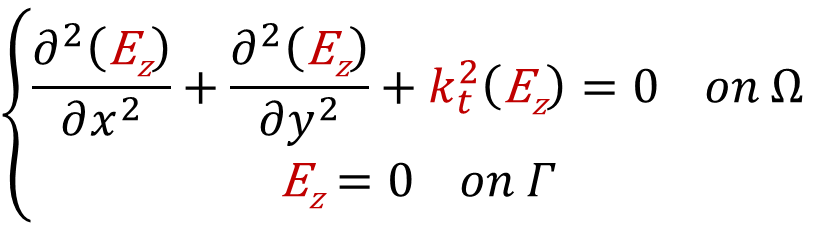 ∂²(E_z)/∂x² + ∂²(E_z)/∂y² + k_t²(E_z) = 0 on Ω
E_z = 0 on Γ